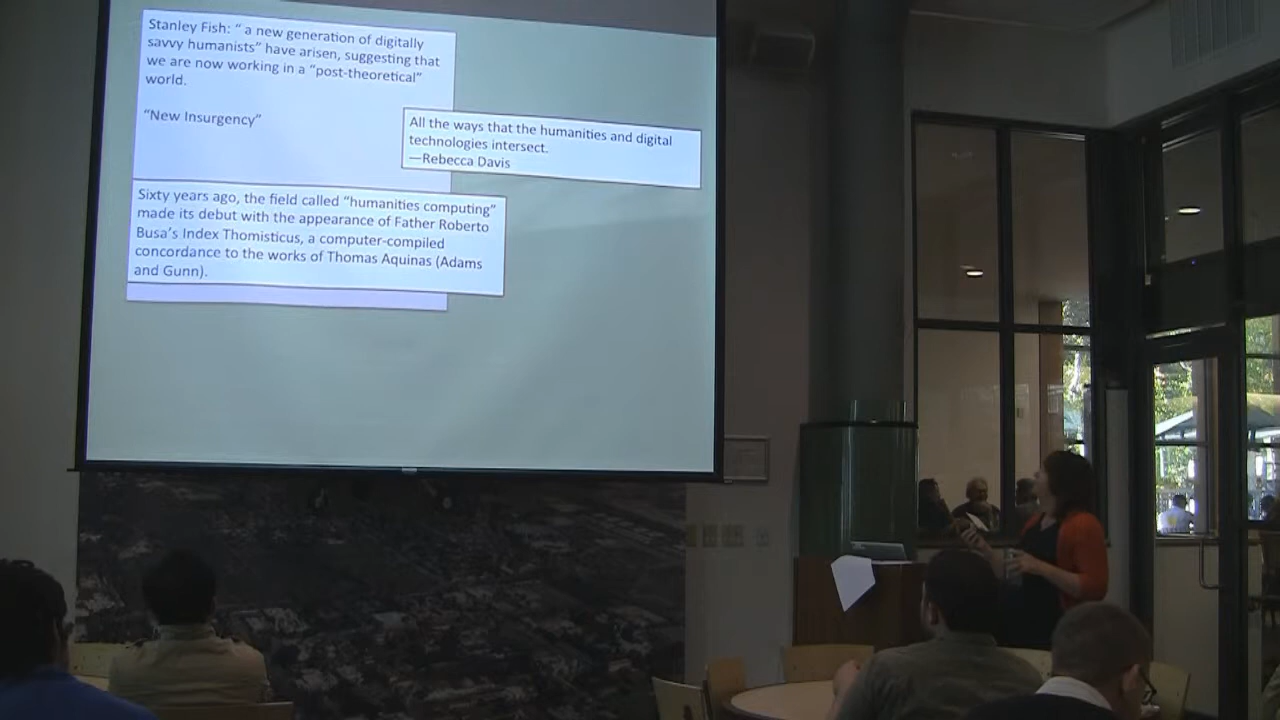 Stanley Fish: “ a new generation of digitally
savvy humanists” have arisen, suggesting that
we are now working in a “post-theoretical”
world.
“New Insurgency”
All the ways that the humanities and digital
technologies intersect.
—Rebecca Davis
Sixty years ago, the field called “humanities computing”
made its debut with the appearance of Father Roberto
Busa’s Index Thomisticus, a computer-compiled
concordance to the works of Thomas Aquinas (Adams
and Gunn).